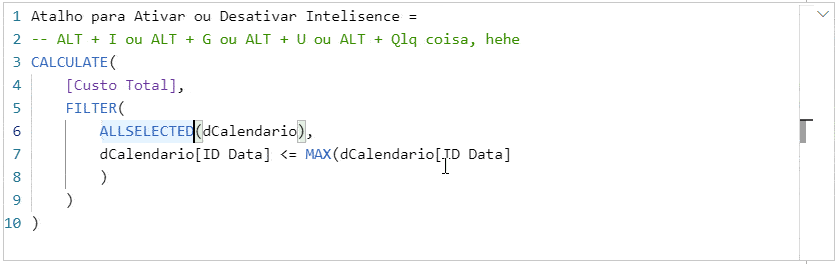 1 Atalho para Ativar ou Desativar Intelisence =
2 -- ALT + I ou ALT + G ou ALT + U ou ALT + Qlq coisa, hehe
3 CALCULATE(
4 [Custo Total],
5 FILTER(
6 ALLSELECTED(dCalendario),
7 dCalendario[ID Data] <= MAX(dCalendario[ID Data]
8 )
9 )
10 )